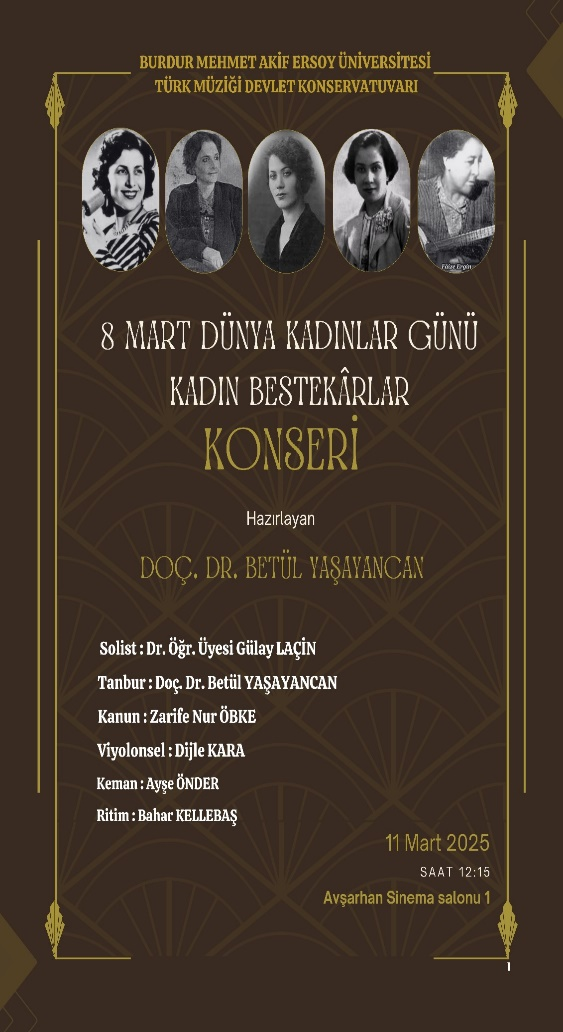 BURDUR MEHMET AKİF ERSOY ÜNİVERSİTESİ
TÜRK MÜZİĞİ DEVLET KONSERVATUVARI
Fâize Ergin
8 MART DÜNYA KADINLAR GÜNÜ
KADIN BESTEKÂRLAR
KONSERİ
Hazırlayan
DOÇ. DR. BETÜL YAŞAYANCAN
Solist : Dr. Öğr. Üyesi Gülay LAÇİN
Tanbur : Doç. Dr. Betül YAŞAYANCAN
Kanun : Zarife Nur ÖBKE
Viyolonsel : Dijle KARA
Keman : Ayşe ÖNDER
Ritim : Bahar KELLEBAŞ
11 Mart 2025
SAAT 12:15
Avşarhan Sinema salonu 1
1